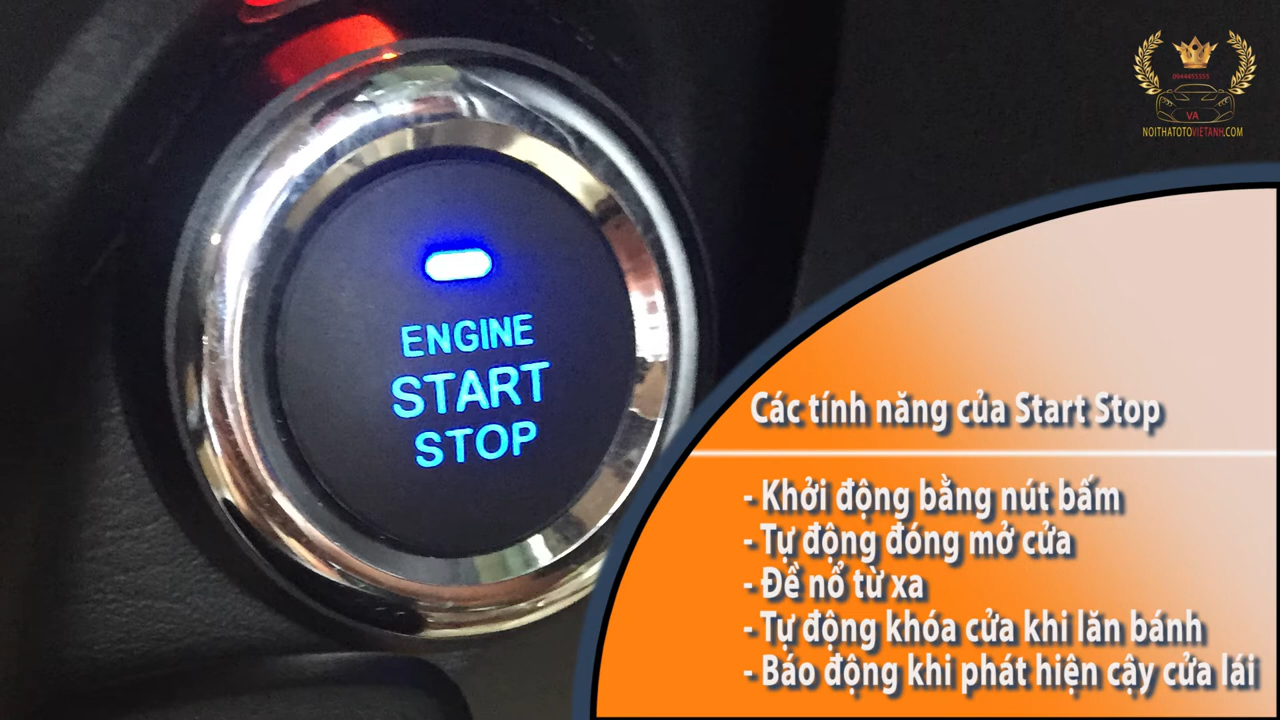 0944455555
VA
NOITHATOTOVIETANH.COM
ENGINE
START
STOP
Các tính năng của Start Stop
- Khởi động bằng nút bấm
- Tự động đóng mở cửa
- Đề nổ từ xa
- Tự động khóa cửa khi lăn bánh
- Báo động khi phát hiện cậy cửa lái